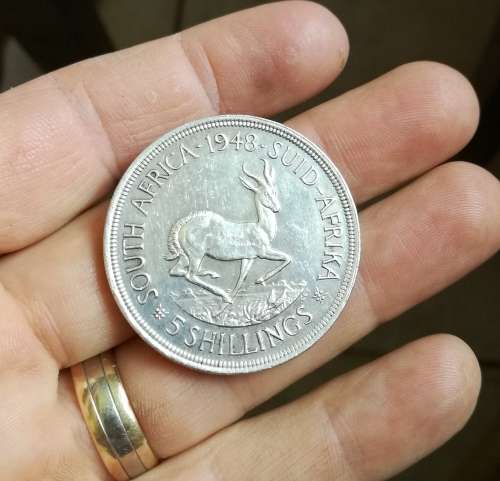 SOUTH AFRICA · 1948 · SUID-AFRIKA
5 SHILLINGS